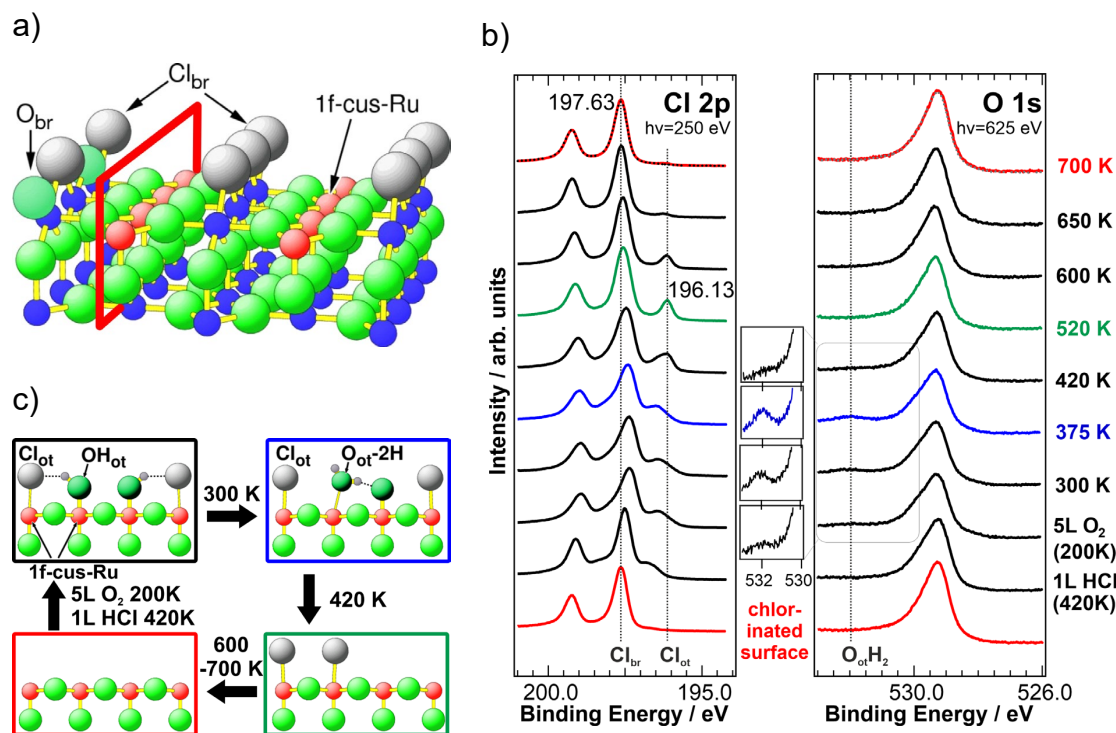 a)
Cl_br
O_br
1f-cus-Ru
b)
Cl 2p
hν=250 eV
197.63
196.13
Intensity / arb. units
Cl_br
Cl_ot
200.0
195.0
Binding Energy / eV
532
530
chlor-
inated
surface
O 1s
hν=625 eV
O_otH_2
530.0
526.0
Binding Energy / eV
700 K
650 K
600 K
520 K
420 K
375 K
300 K
5L O_2
(200K)
1L HCl
(420K)
c)
Cl_ot
OH_ot
300 K
Cl_ot
O_ot-2H
1f-cus-Ru
5L O_2 200K
1L HCl 420K
420 K
600
-700 K